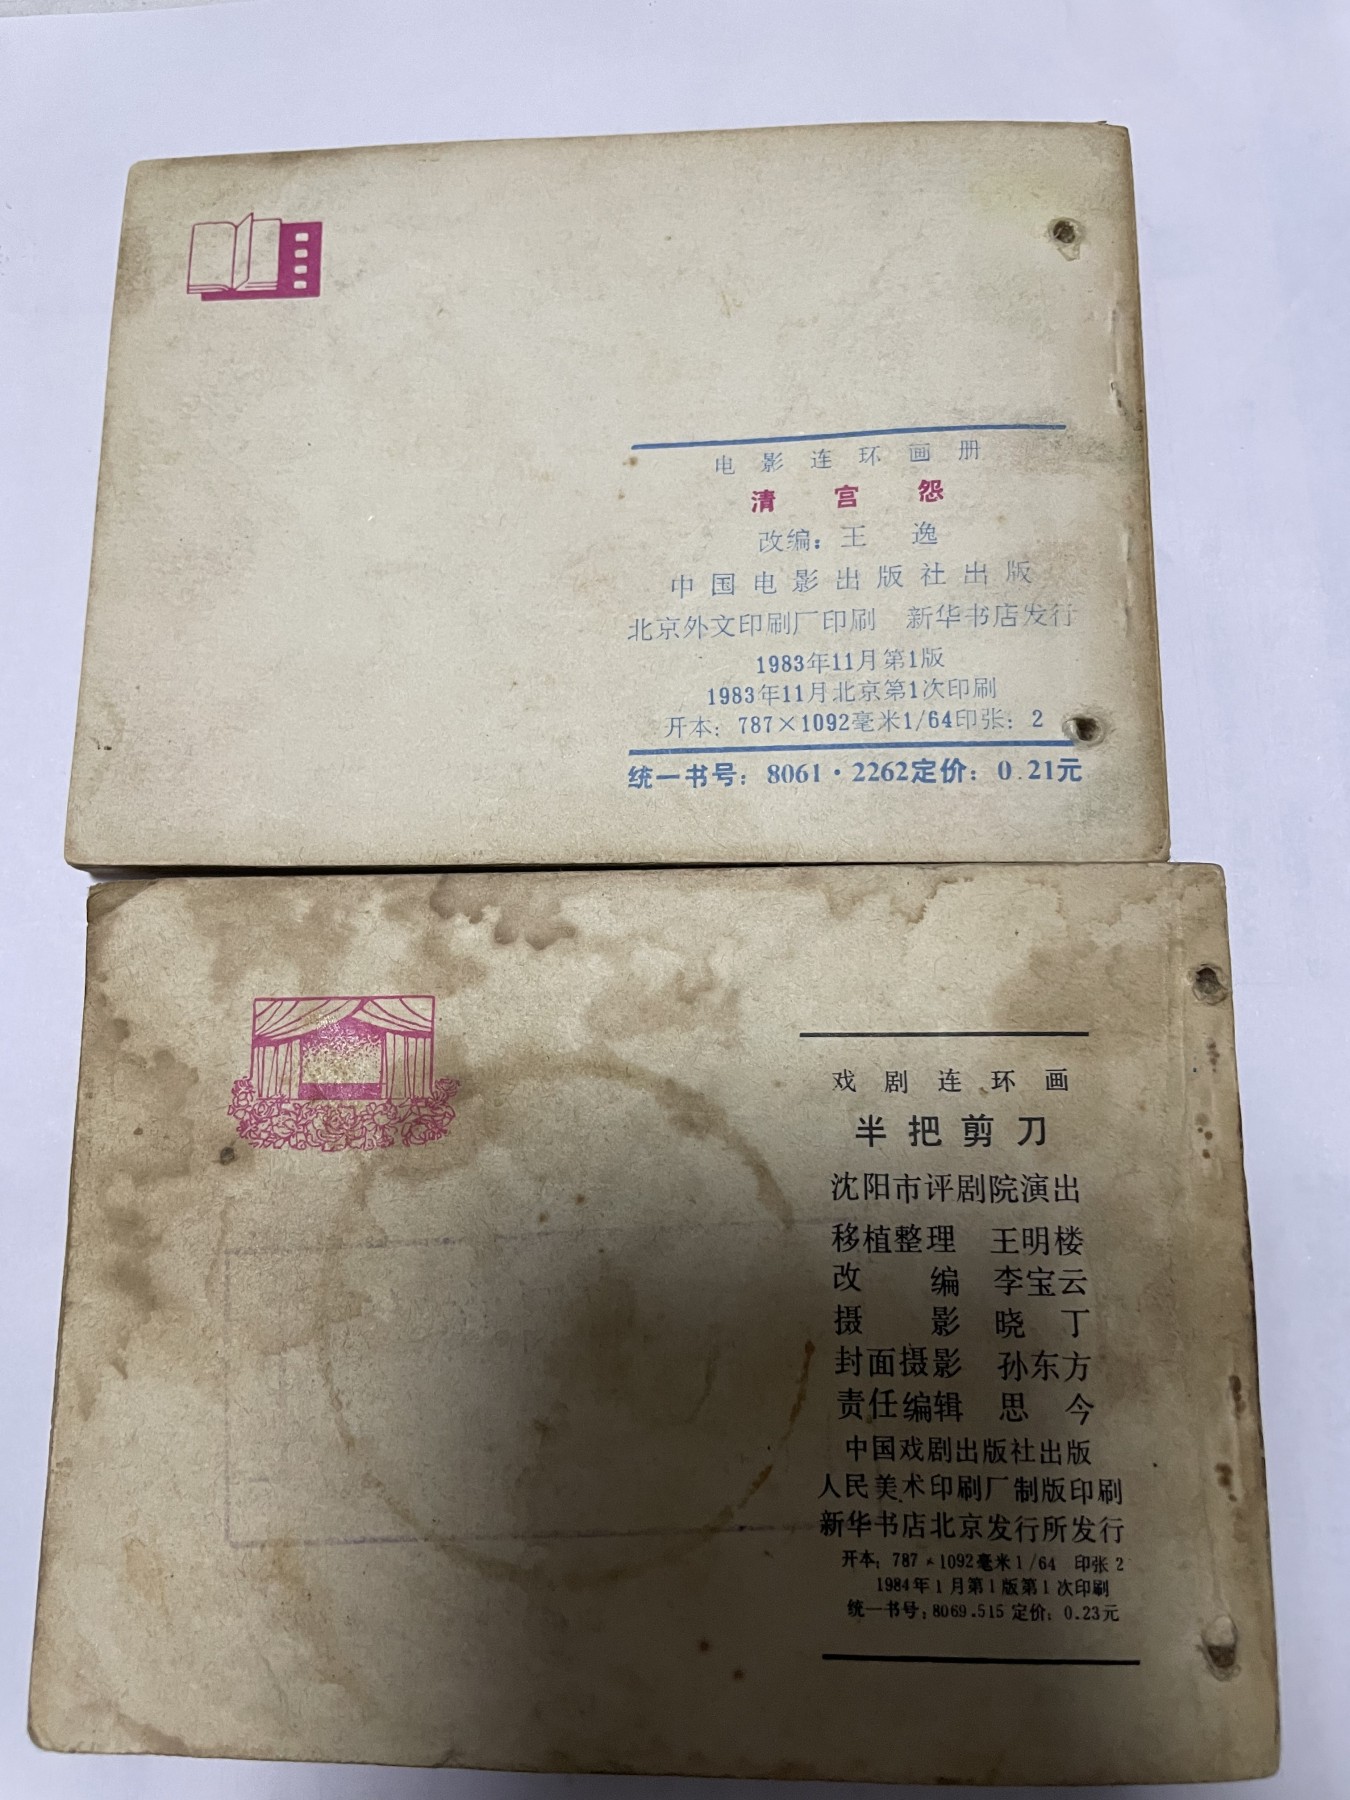 电影连环画册
清宫怨
改编：王逸
中国电影出版社出版
北京外文印刷厂印刷 新华书店发行
1983年11月第1版
1983年11月北京第1次印刷
开本：787×1092毫米1/64印张：2
统一书号：8061·2262定价：0.21元
戏剧连环画
半把剪刀
沈阳市评剧院演出
移植整理 王明楼
改编 李宝云
摄影 晓丁
封面摄影 孙东方
责任编辑 思今
中国戏剧出版社出版
人民美术印刷厂制版印刷
新华书店北京发行所发行
开本：787×1092毫米1/64 印张2
1984年1月第1版第1次印刷
统一书号：8069.515 定价：0.23元